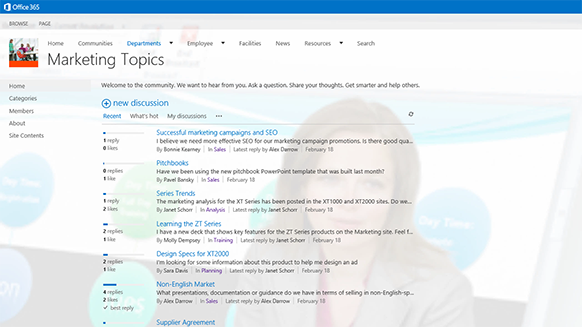 Office 365
BROWSE PAGE
Home Communities Departments Employee Facilities News Resources Search
Marketing Topics
Home
Categories
Members
About
Site Contents
Welcome to the community. We want to hear from you. Ask a question. Share your thoughts. Get smarter and help others.
new discussion
Recent What's hot My discussions •••
1 reply
0 likes
Successful marketing campaigns and SEO
I believe we need more effective SEO for our marketing campaign promotions. Is there good qua...
By Bonnie Kearney | In Sales | Latest reply by Alex Darrow | February 18
0 replies
1 like
Pitchbooks
Have we been using the new pitchbook PowerPoint template that was built last month?
By Pavel Bansky | In Sales | February 18
1 reply
2 likes
Series Trends
The marketing analysis for the XT Series has been posted in the XT1000 and XT2000 sites. Do we...
By Janet Schorr | In Analysis | Latest reply by Janet Schorr | February 18
2 replies
2 likes
Learning the ZT Series
I have a new deck that shows key features for the ZT Series products on the Marketing site. Feel f...
By Molly Dempsey | In Training | Latest reply by Janet Schorr | February 18
2 replies
1 like
Design Specs for XT2000
I'm looking for some information about this product to help me design an ad
By Sara Davis | In Planning | Latest reply by Janet Schorr | February 18
4 replies
2 likes
✓ best reply
Non-English Market
What presentations, documentation or guidance do we have in terms of selling in non-English-sp...
By Alex Darrow | In Sales | Latest reply by Alex Darrow | February 18
Supplier Agreement